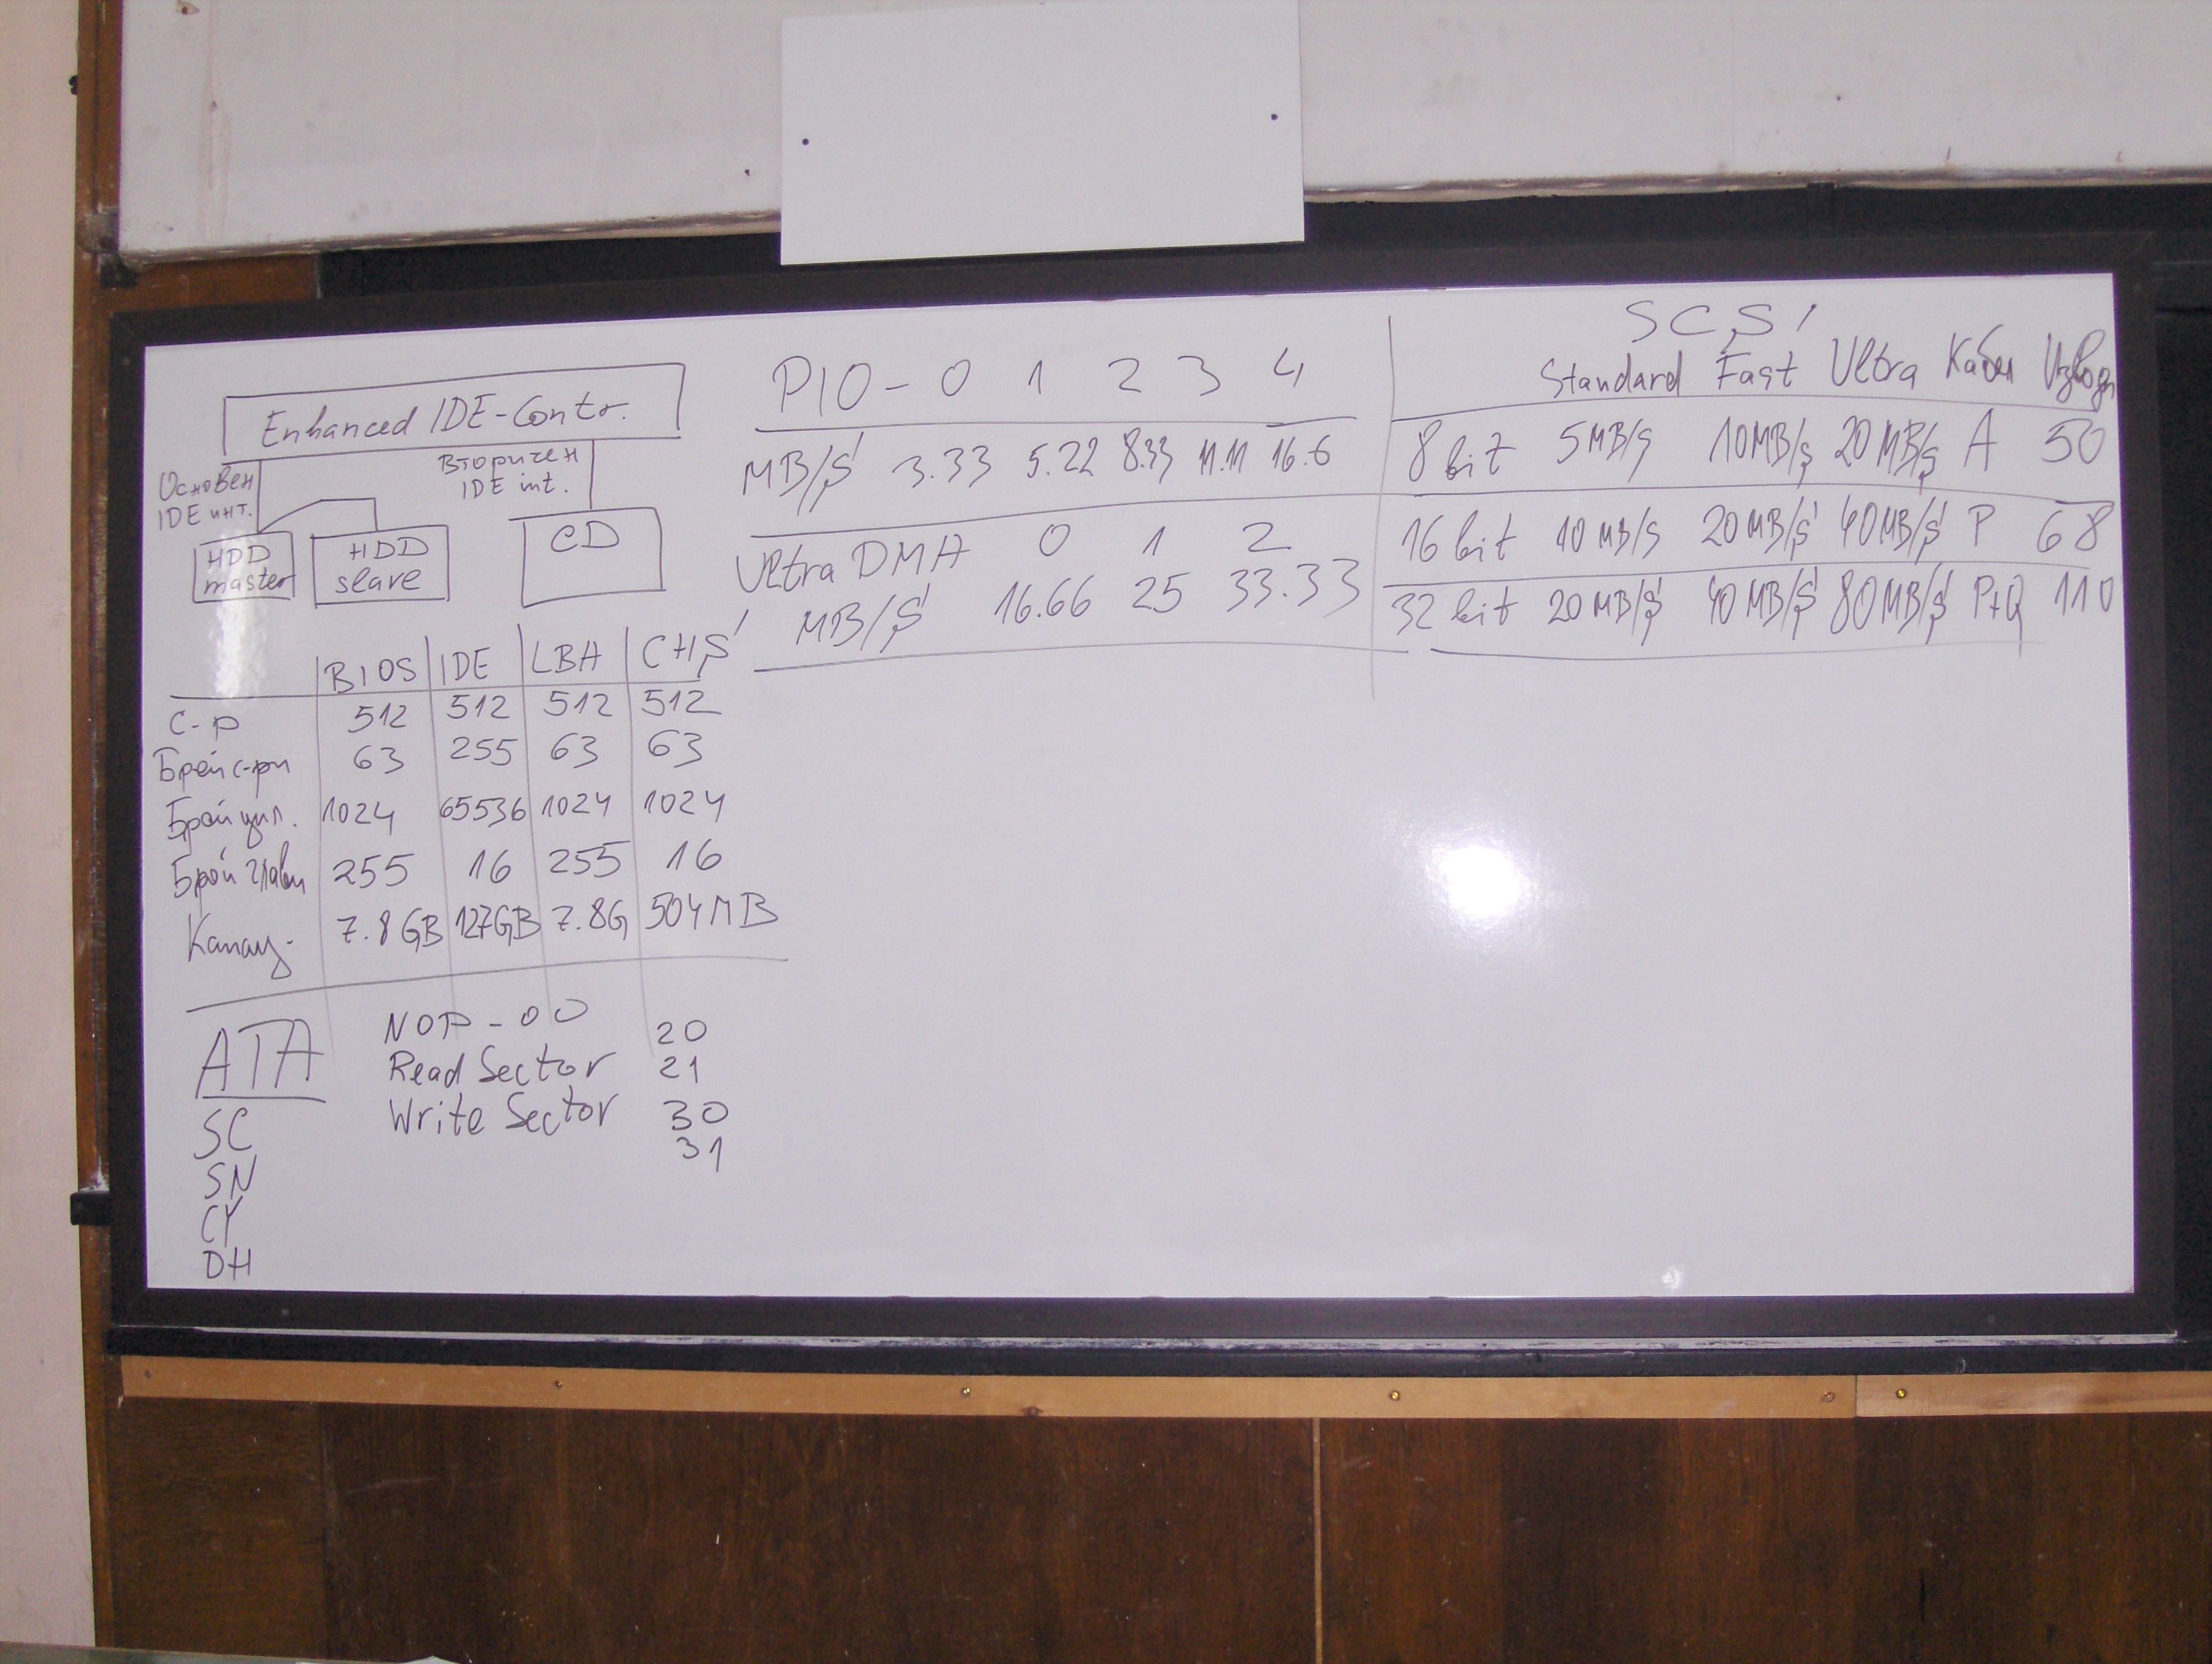 Enhanced IDE-Contr.
Основен
IDE инт.
Вторичен
IDE int.
HDD
master
HDD
slave
CD
BIOS IDE LBA CHS
С-р 512 512 512 512
Брой с-ри 63 255 63 63
Брой цил. 1024 65536 1024 1024
Брой глави 255 16 255 16
Капац. 7.8 GB 127GB 7.8G 504MB
ATA
SC
SN
CY
DH
NOP - 00
20
Read Sector 21
Write Sector 30
31
PIO - 0 1 2 3 4
MB/S 3.33 5.22 8.33 11.11 16.6
Ultra DMA 0 1 2
MB/S 16.66 25 33.33
SCSI
Standard Fast Ultra Кабел Изводи
8 bit 5MB/s 10MB/s 20MB/s A 50
16 bit 10 MB/s 20MB/s 40MB/s P 68
32 bit 20 MB/s 40 MB/s 80MB/s P+Q 110